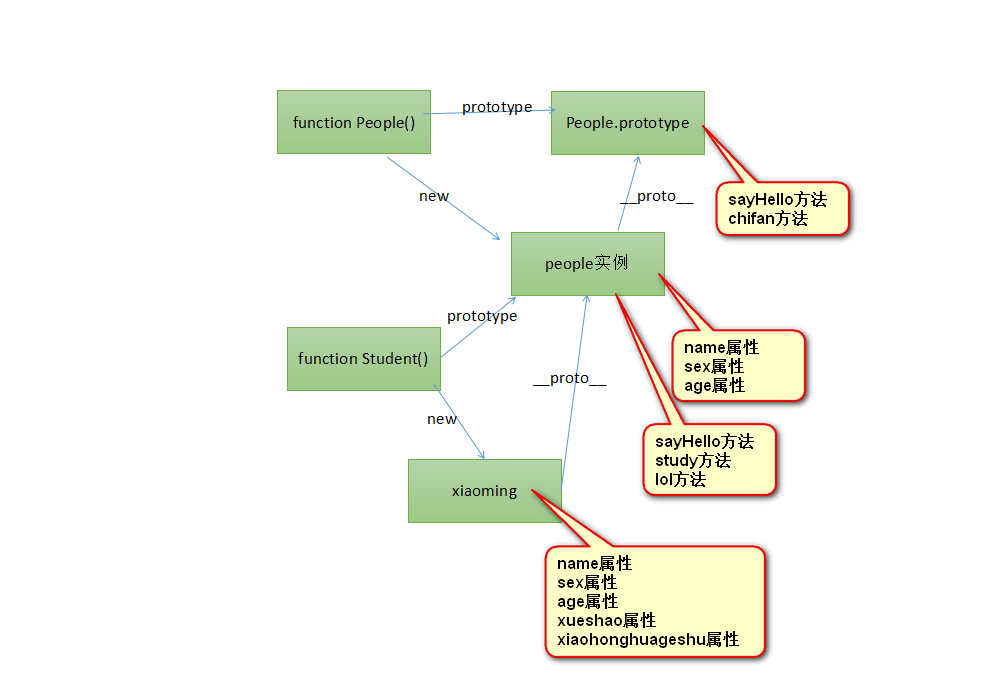 function People()
prototype
People.prototype
sayHello方法
chifan方法
new
__proto__
people实例
name属性
sex属性
age属性
prototype
function Student()
__proto__
new
sayHello方法
study方法
lol方法
xiaoming
name属性
sex属性
age属性
xueshao属性
xiaohonghuageshu属性